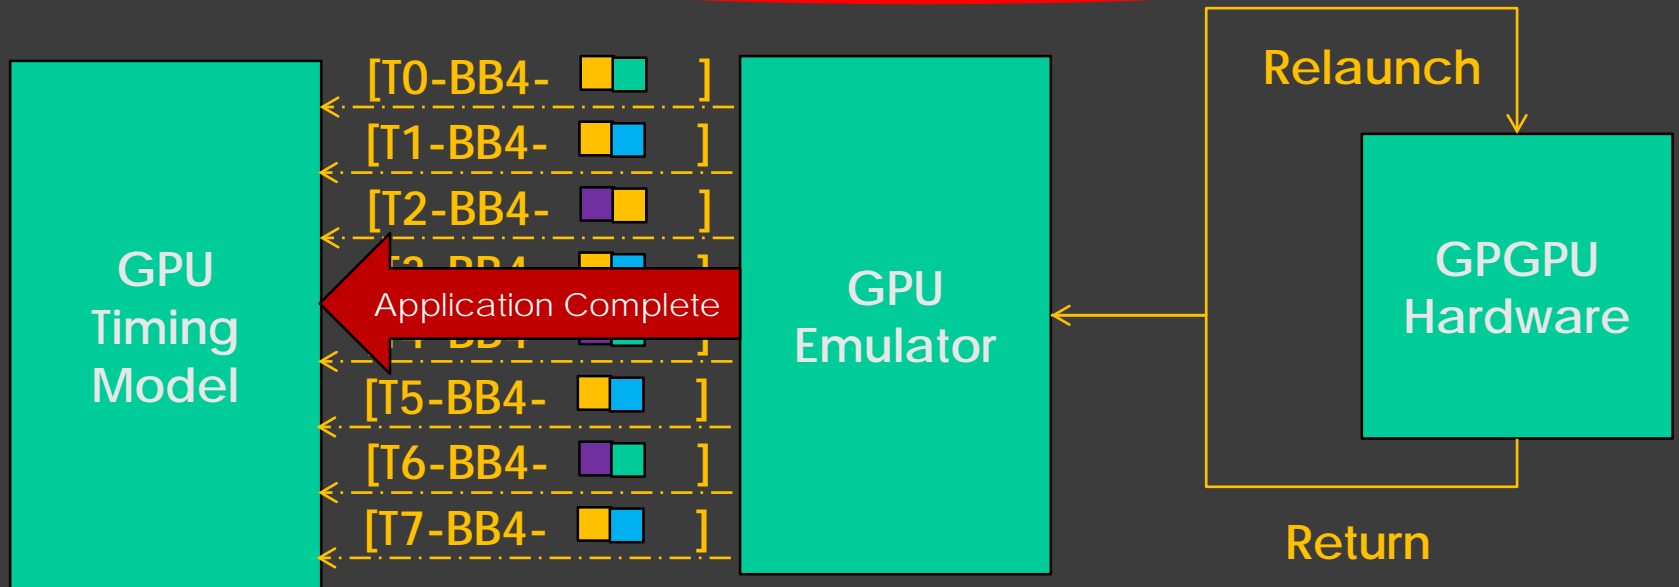 [T0-BB4- ]
[T1-BB4- ]
[T2-BB4- ]
Application Complete
[T5-BB4- ]
[T6-BB4- ]
[T7-BB4- ]
GPU
Timing
Model
GPU
Emulator
Relaunch
GPGPU
Hardware
Return